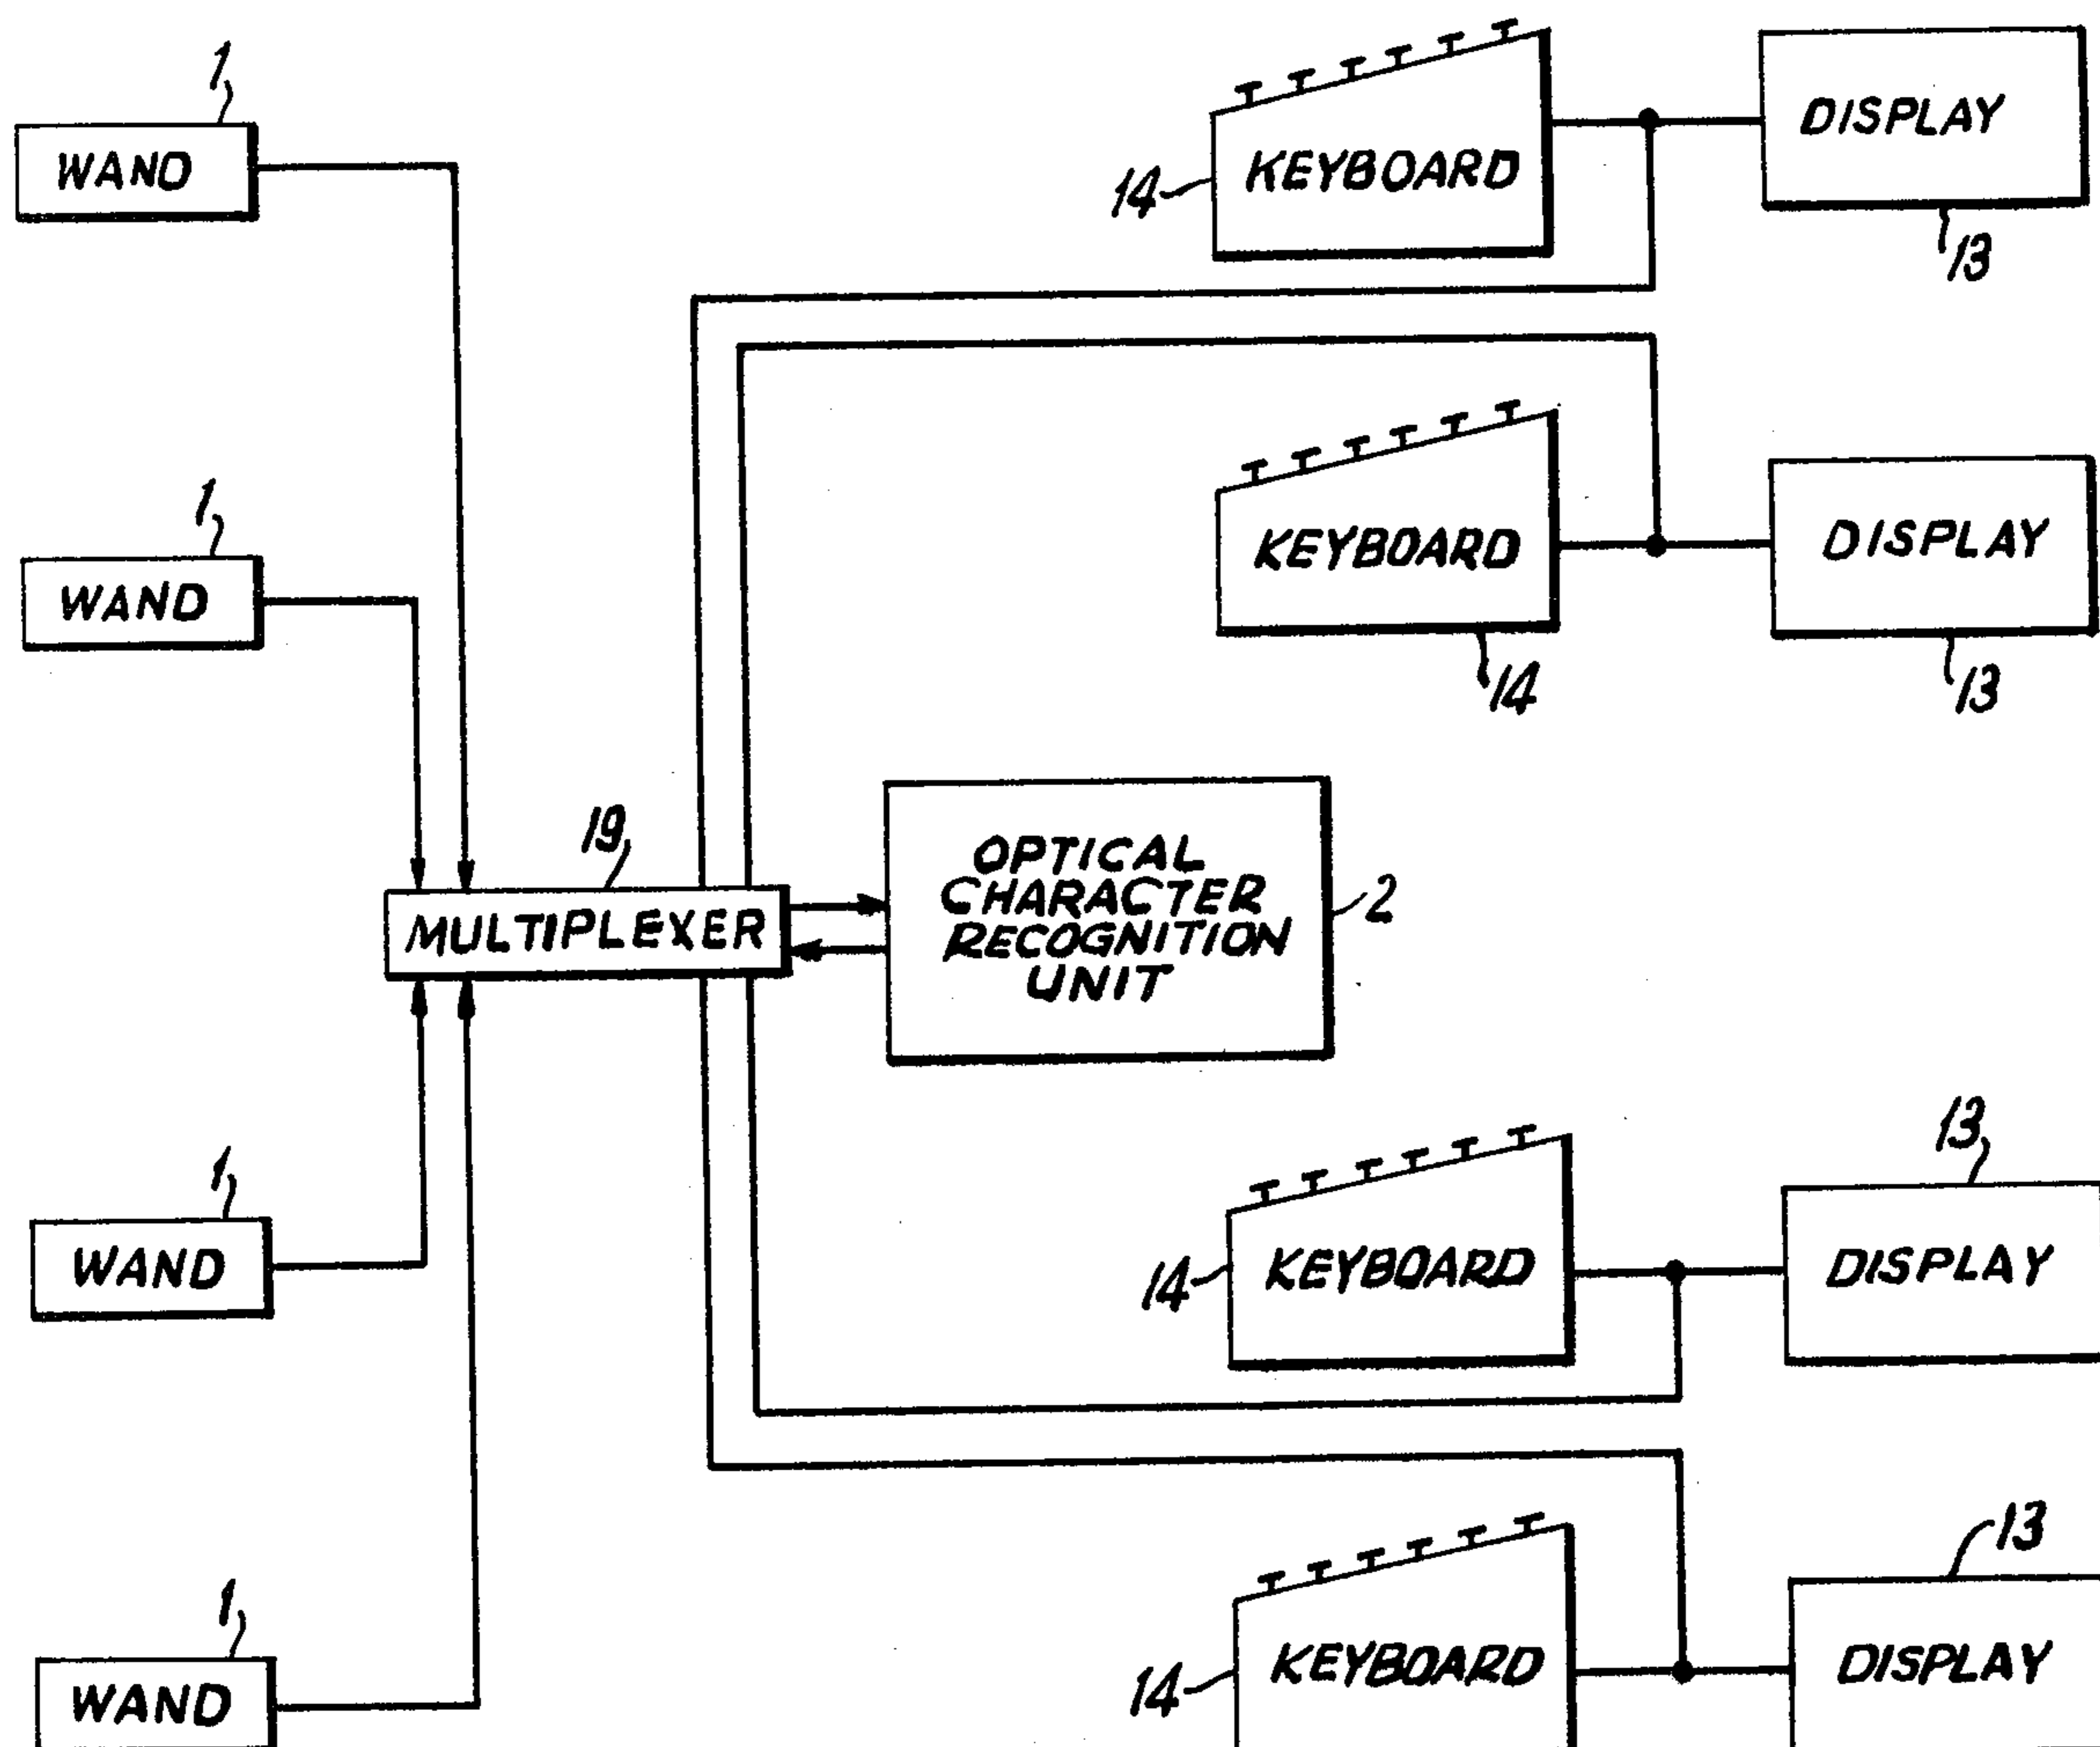 1
WAND
14
KEYBOARD
DISPLAY
13
1
WAND
KEYBOARD
14
DISPLAY
13
19
MULTIPLEXER
OPTICAL
CHARACTER
RECOGNITION
UNIT
2
1
WAND
14
KEYBOARD
13
DISPLAY
1
WAND
14
KEYBOARD
13
DISPLAY